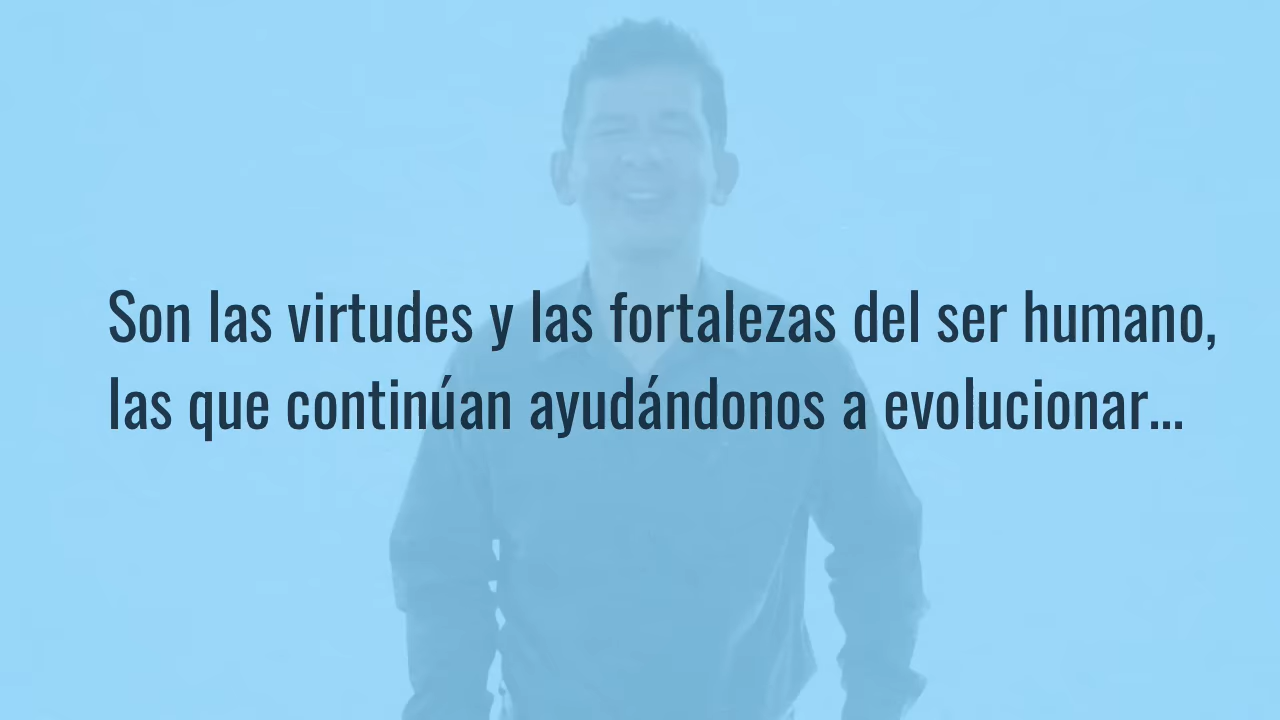 Son las virtudes y las fortalezas del ser humano,
las que continúan ayudándonos a evolucionar...